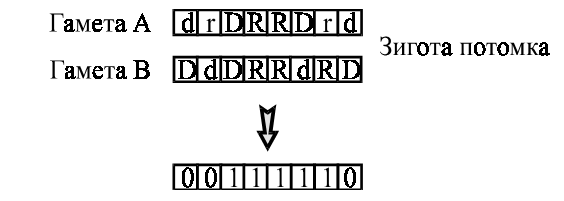 Гамета А d r D R R D r d
Зигота потомка
Гамета В D d D R R d R D
0 0 1 1 1 1 1 0